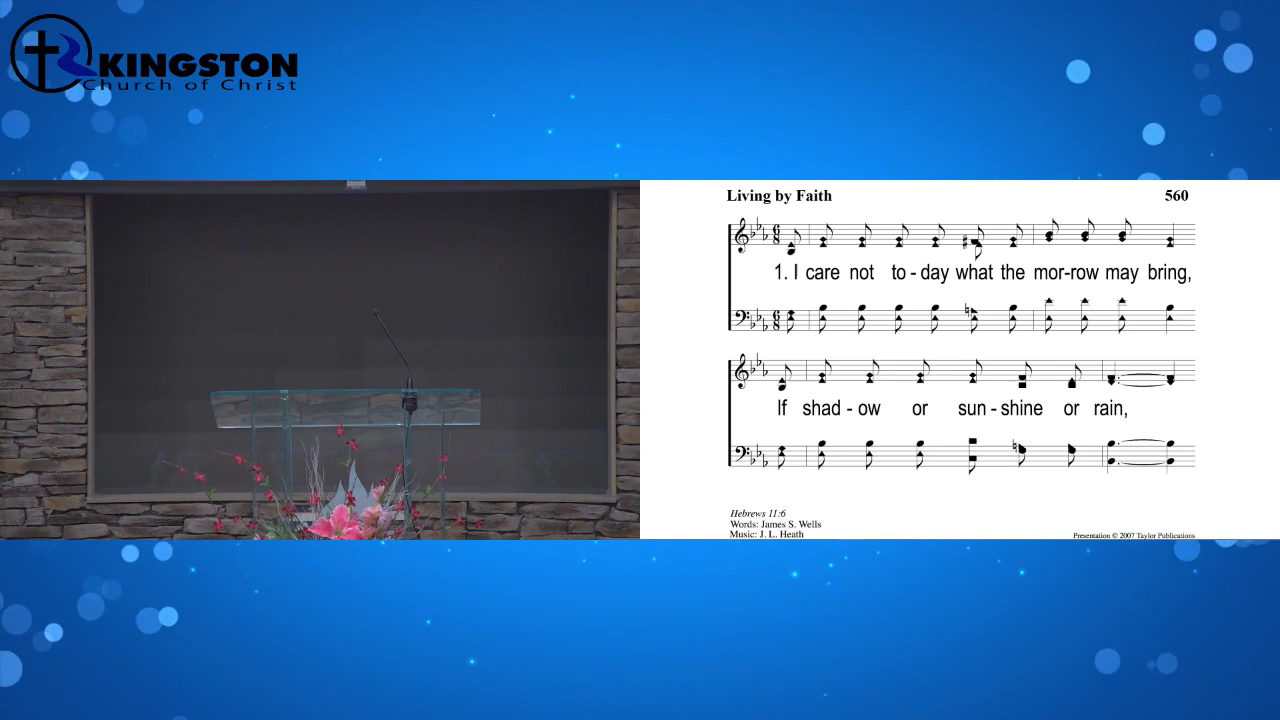 KINGSTON
Church of Christ
Living by Faith 560
1. I care not to - day what the mor-row may bring,
If shad - ow or sun - shine or rain,
Hebrews 11:6
Words: James S. Wells
Music: J. L. Heath
Presentation © 2007 Taylor Publications